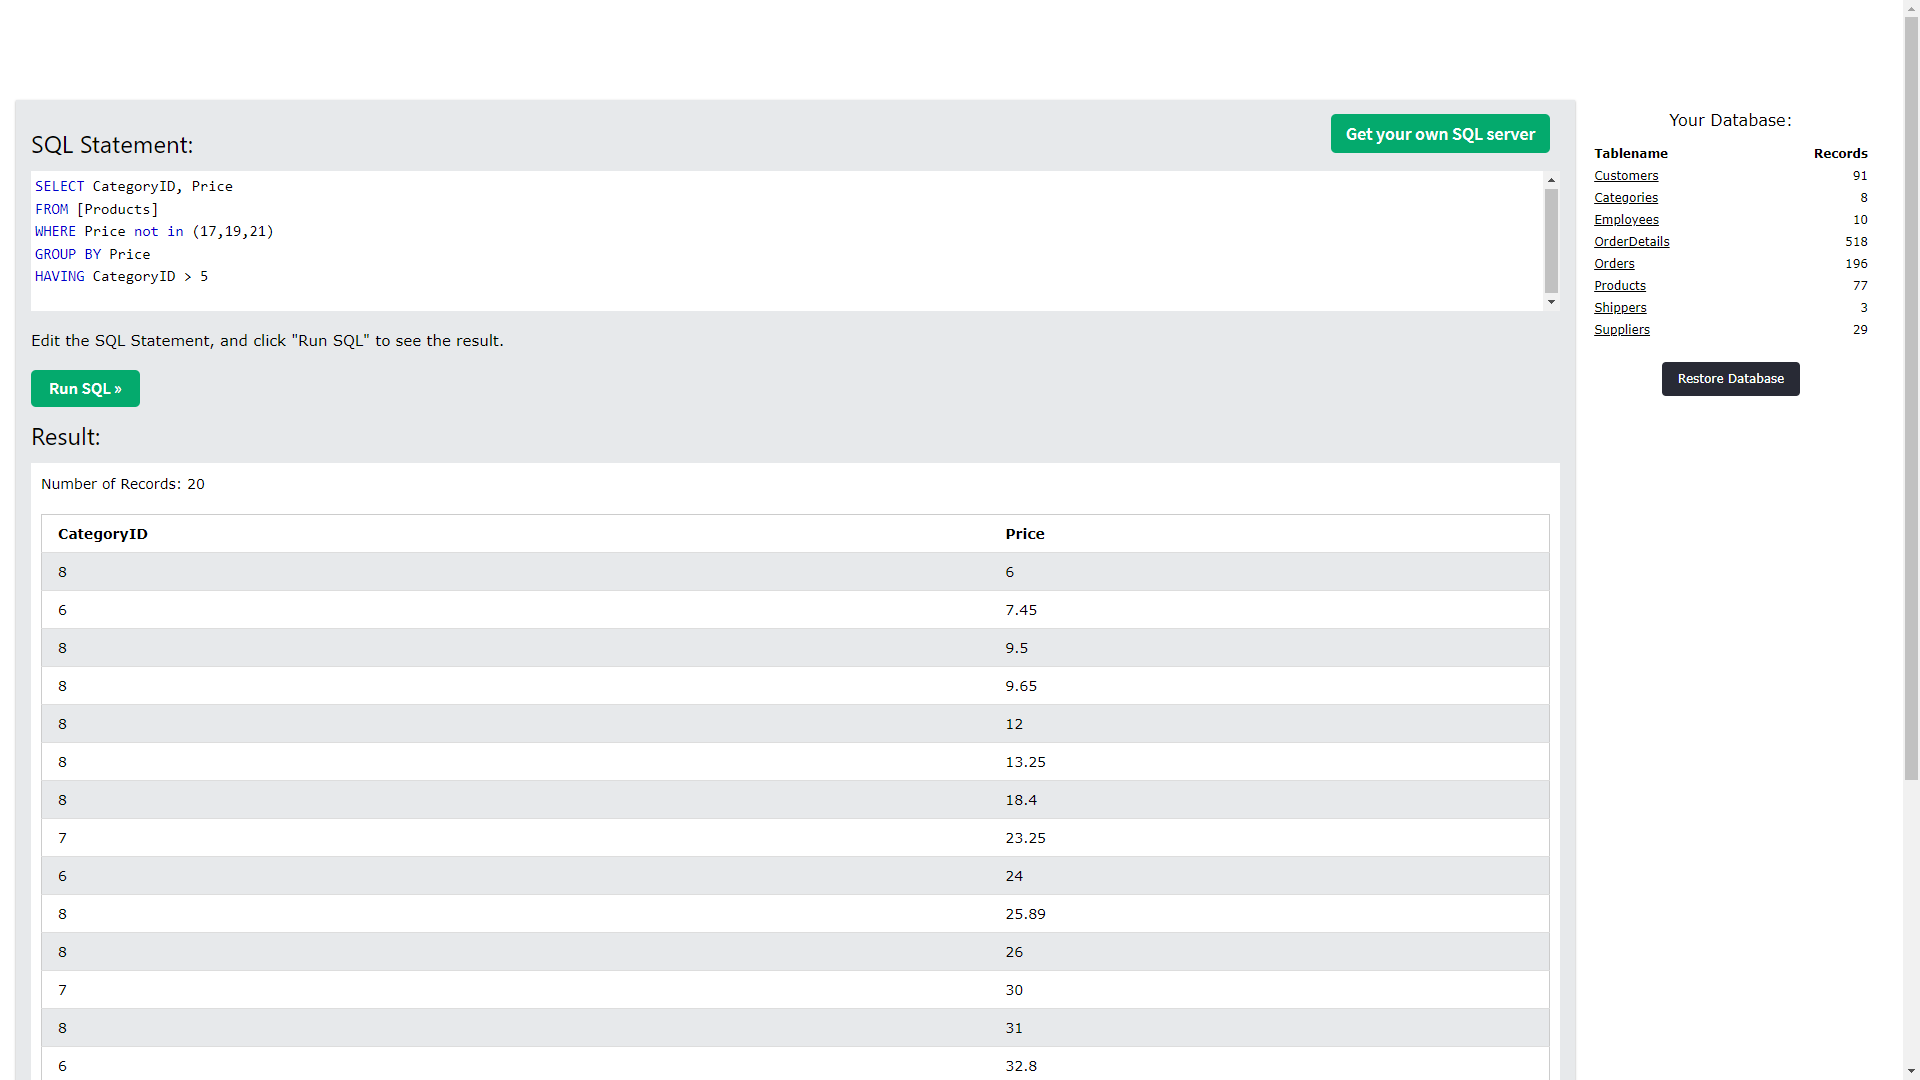 Get your own SQL server
SQL Statement:
SELECT CategoryID, Price
FROM [Products]
WHERE Price not in (17,19,21)
GROUP BY Price
HAVING CategoryID > 5
Edit the SQL Statement, and click "Run SQL" to see the result.
Run SQL »
Result:
Number of Records: 20
CategoryID Price
8 6
6 7.45
8 9.5
8 9.65
8 12
8 13.25
8 18.4
7 23.25
6 24
8 25.89
8 26
7 30
8 31
6 32.8
Your Database:
Tablename Records
Customers 91
Categories 8
Employees 10
OrderDetails 518
Orders 196
Products 77
Shippers 3
Suppliers 29
Restore Database